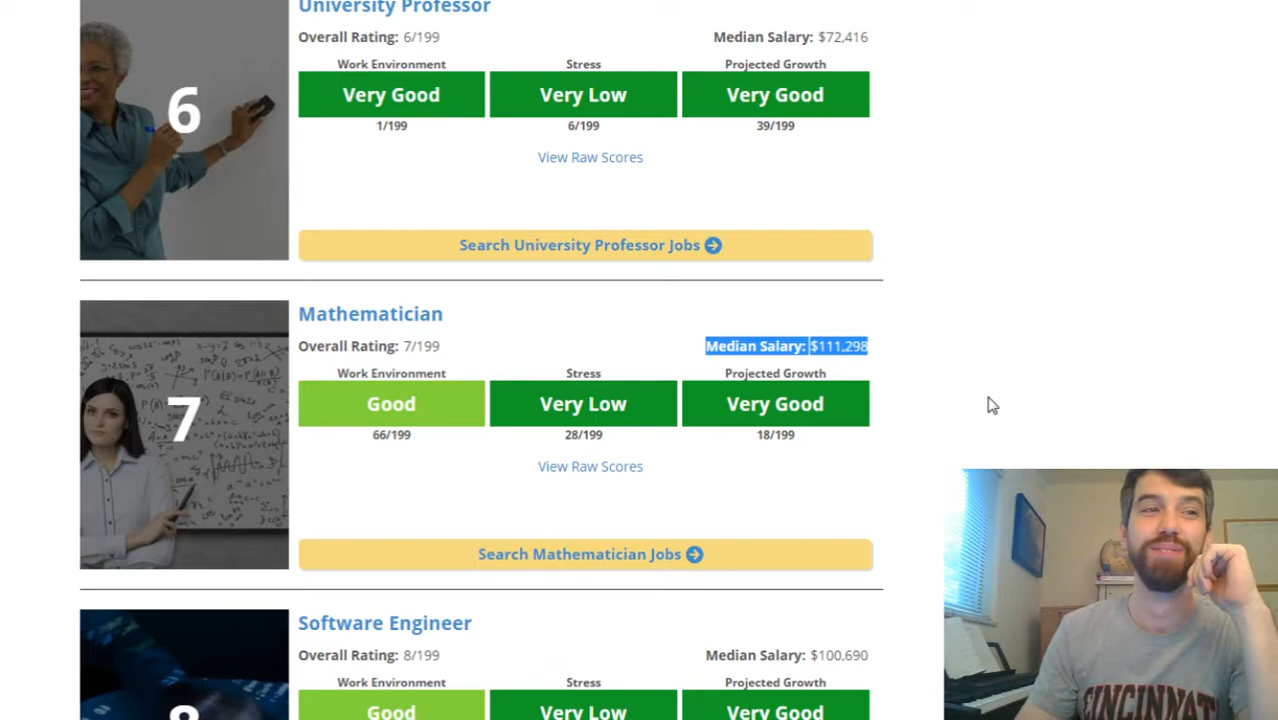 University Professor
Overall Rating: 6/199
Median Salary: $72,416
Work Environment
Stress
Projected Growth
6
Very Good
Very Low
Very Good
1/199
6/199
39/199
View Raw Scores
Search University Professor Jobs
Mathematician
Overall Rating: 7/199
Median Salary: $111,298
Work Environment
Stress
Projected Growth
7
Good
Very Low
Very Good
66/199
28/199
18/199
View Raw Scores
Search Mathematician Jobs
Software Engineer
Overall Rating: 8/199
Median Salary: $100,690
Work Environment
Stress
Projected Growth
8
Good
Very Low
Very Good
CINCINNATI